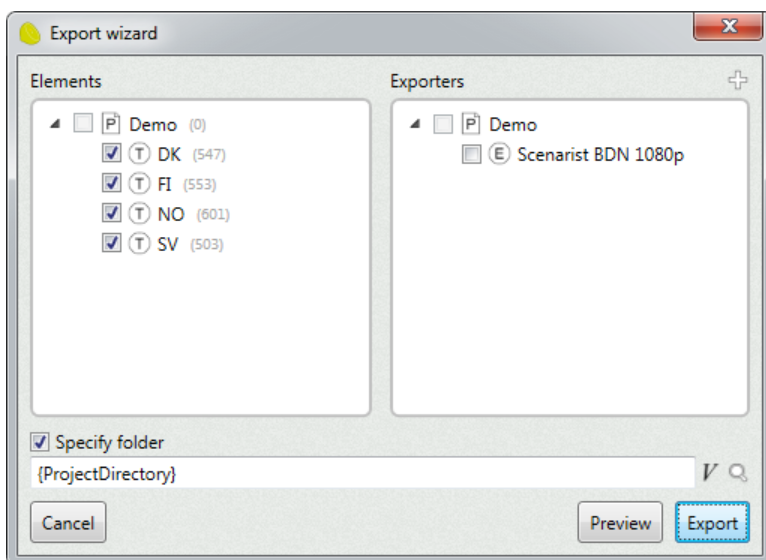 Export wizard
x
Elements
Exporters
P Demo (0)
T DK (547)
T FI (553)
T NO (601)
T SV (503)
P Demo
E Scenarist BDN 1080p
Specify folder
{ProjectDirectory} V
Cancel
Preview
Export